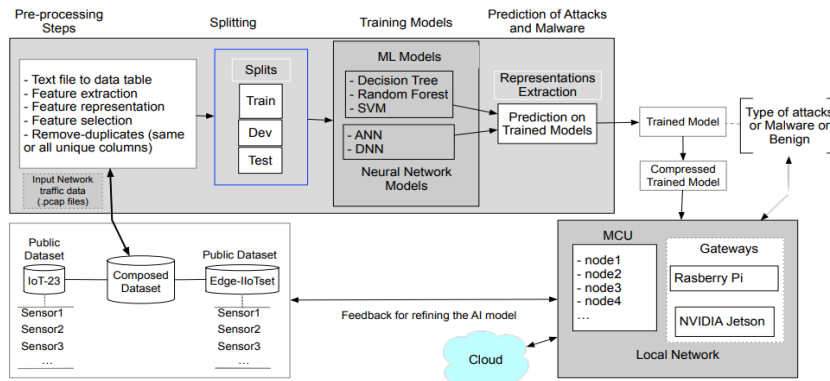 Pre-processing
Steps
Splitting
Training Models
Prediction of Attacks
and Malware
- Text file to data table
- Feature extraction
- Feature representation
- Feature selection
- Remove-duplicates (same
or all unique columns)
Input Network
traffic data
(.pcap files)
Splits
Train
Dev
Test
ML Models
- Decision Tree
- Random Forest
- SVM
- ANN
- DNN
Neural Network
Models
Representations
Extraction
Prediction on
Trained Models
Trained Model
Type of attacks
or Malware or
Benign
Compressed
Trained Model
Public
Dataset
IoT-23
Composed
Dataset
Public Dataset
Edge-IIoTset
Sensor1
Sensor2
Sensor3
...
Sensor1
Sensor2
Sensor3
...
Feedback for refining the AI model
Cloud
MCU
- node1
- node2
- node3
- node4
...
Gateways
Rasberry Pi
NVIDIA Jetson
Local Network